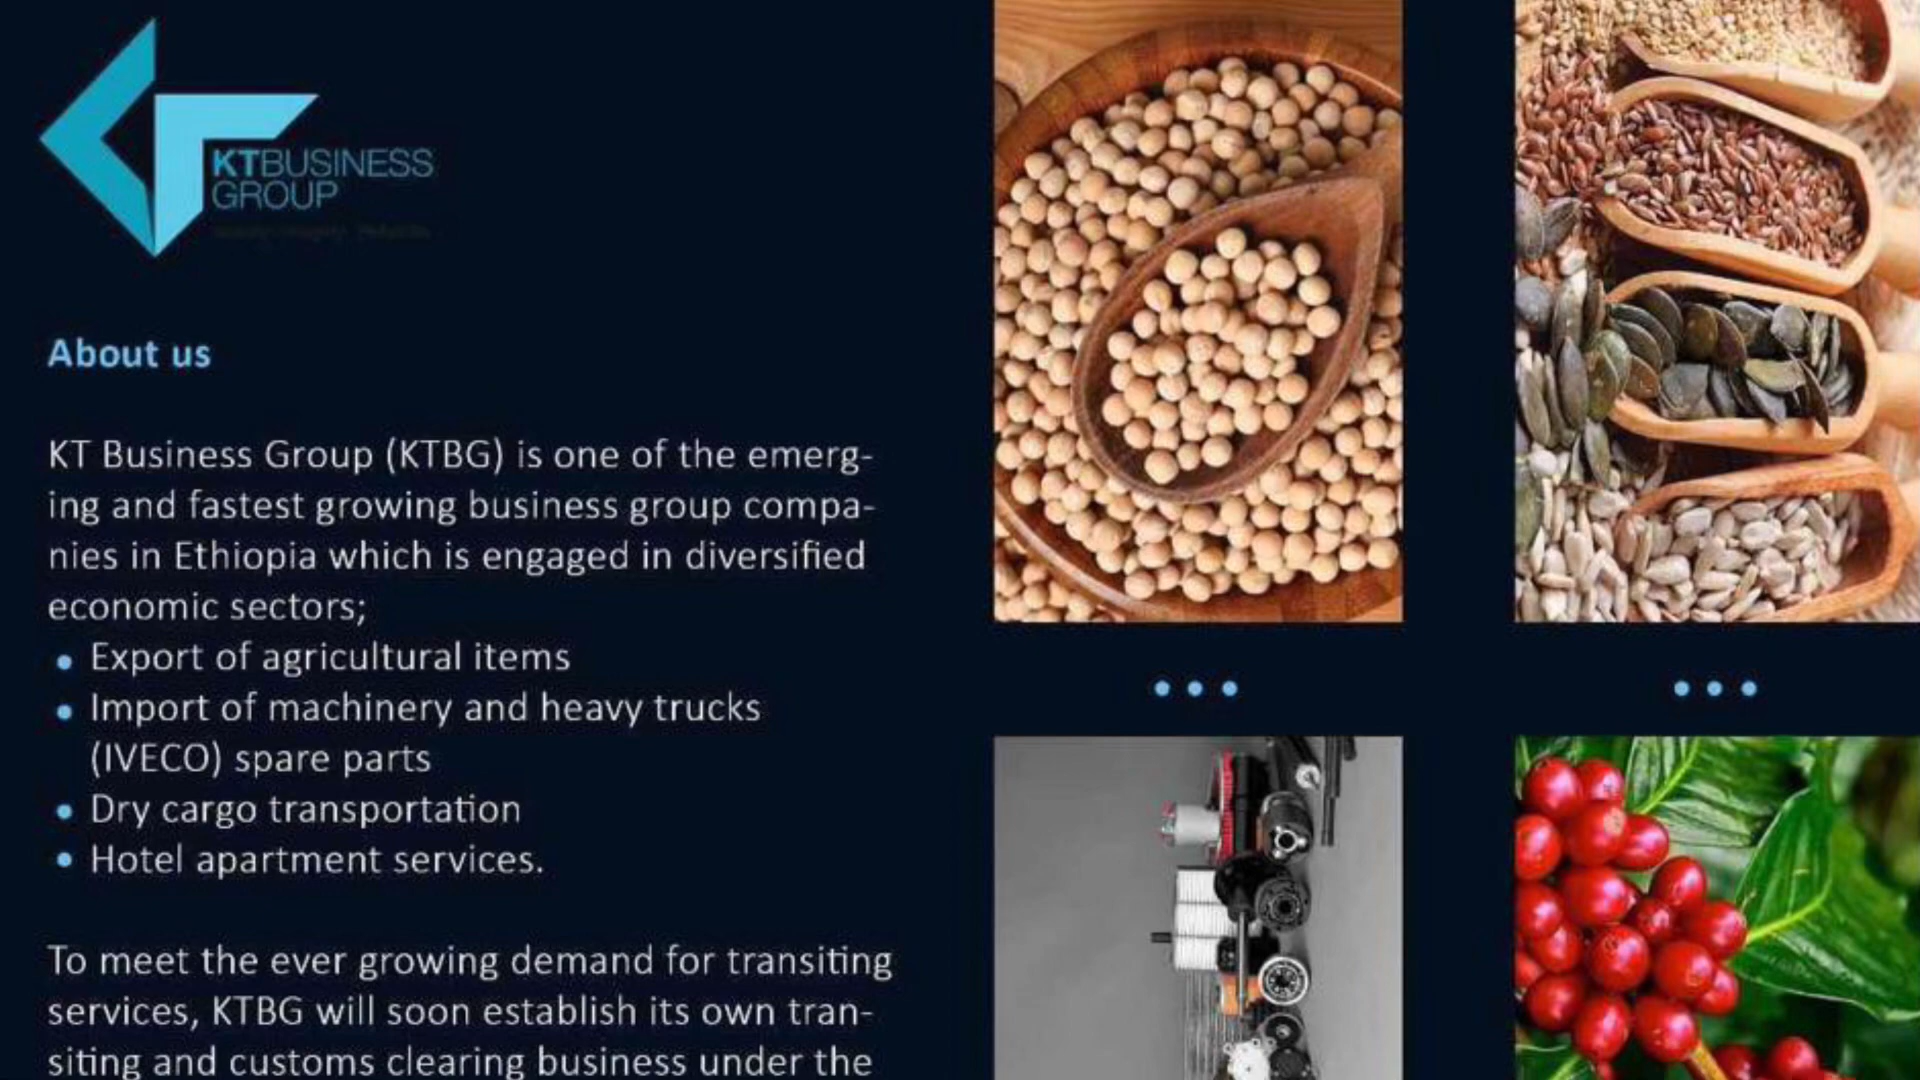 KTBUSINESS
GROUP
About us
KT Business Group (KTBG) is one of the emerg-
ing and fastest growing business group compa-
nies in Ethiopia which is engaged in diversified
economic sectors;
• Export of agricultural items
• Import of machinery and heavy trucks
(IVECO) spare parts
• Dry cargo transportation
• Hotel apartment services.
To meet the ever growing demand for transiting
services, KTBG will soon establish its own tran-
siting and customs clearing business under the